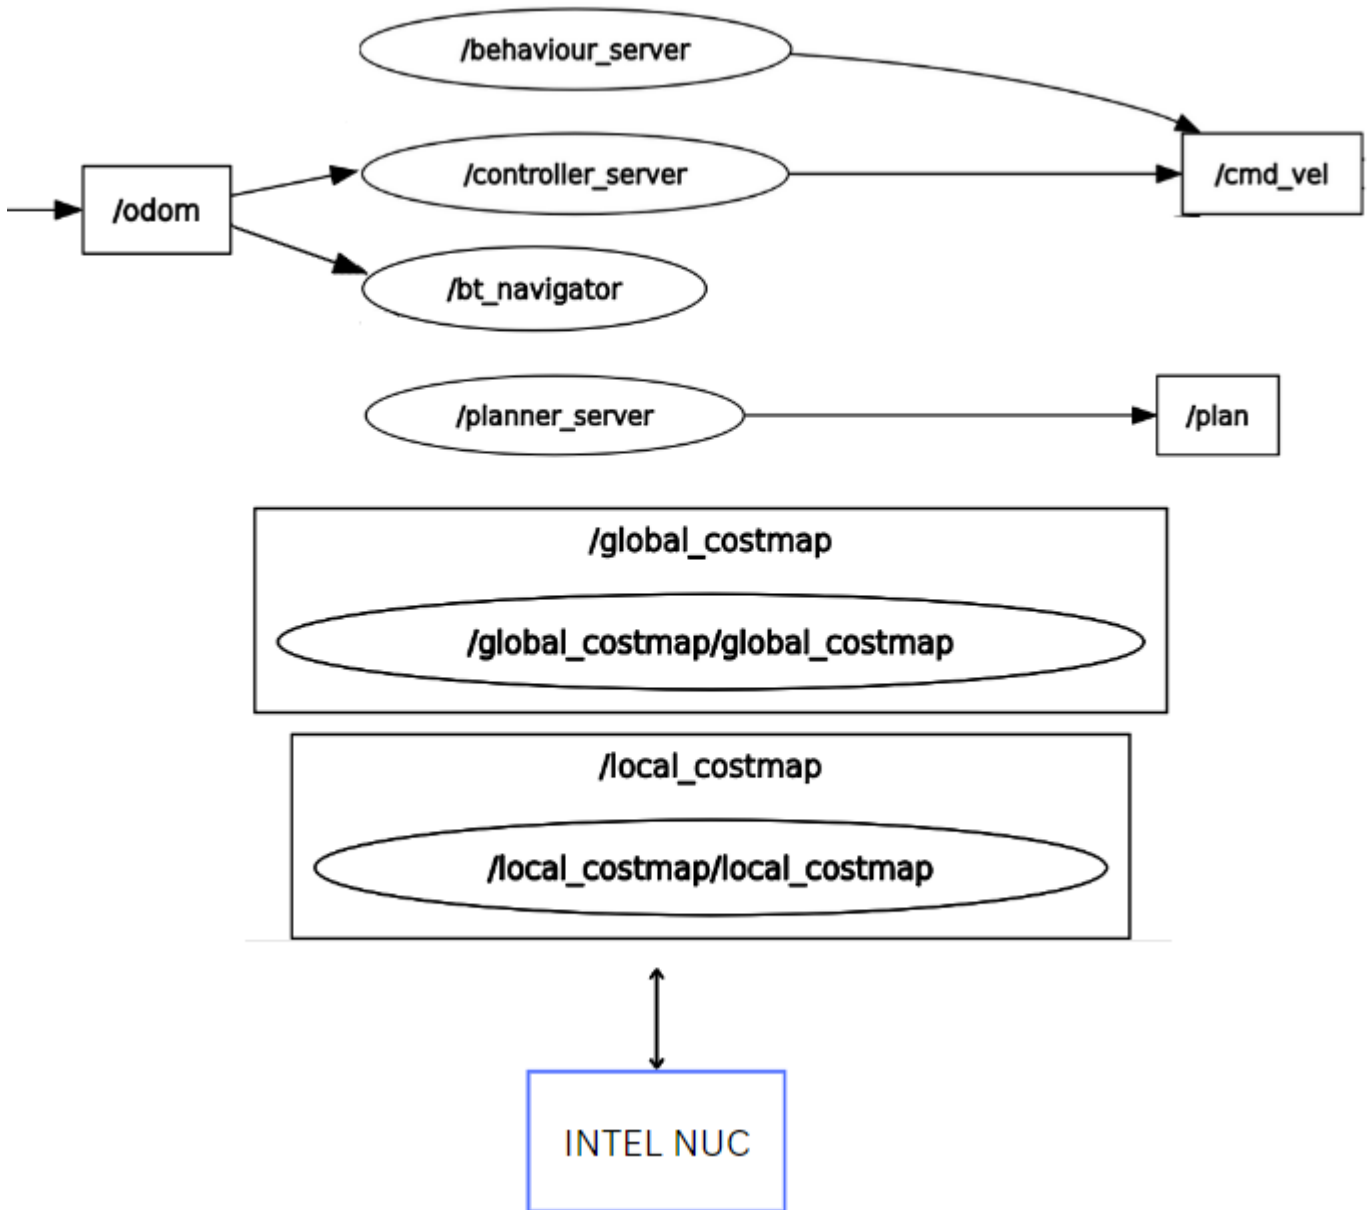 /behaviour_server
/odom
/controller_server
/cmd_vel
/bt_navigator
/planner_server
/plan
/global_costmap
/global_costmap/global_costmap
/local_costmap
/local_costmap/local_costmap
INTEL NUC